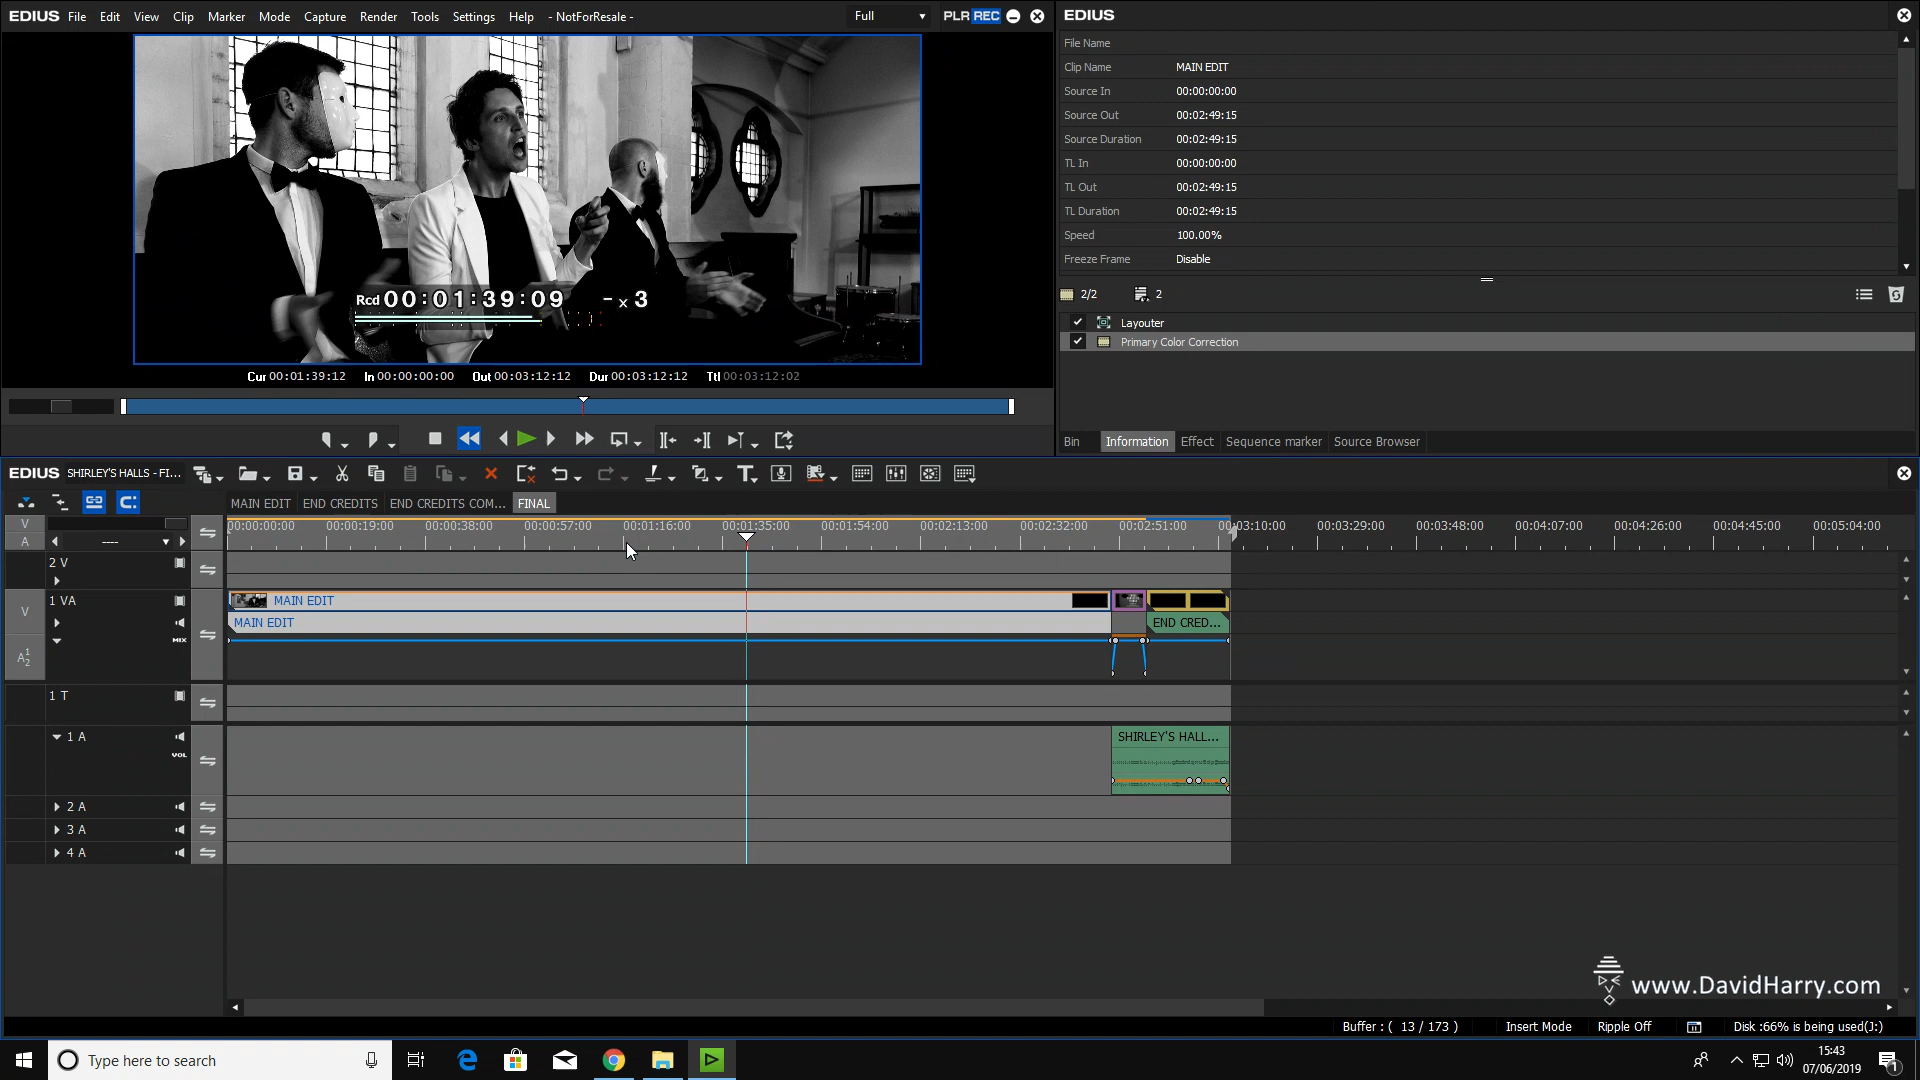 EDIUS File Edit View Clip Marker Mode Capture Render Tools Settings Help - NotForResale - Full PLR REC
Rcd 00:01:39:09 - x 3
Cur 00:01:39:12 In 00:00:00:00 Out 00:03:12:12 Dur 00:03:12:12 Ttl 00:03:12:02
EDIUS
File Name
Clip Name MAIN EDIT
Source In 00:00:00:00
Source Out 00:02:49:15
Source Duration 00:02:49:15
TL In 00:00:00:00
TL Out 00:02:49:15
TL Duration 00:02:49:15
Speed 100.00%
Freeze Frame Disable
2/2 2
Layouter
Primary Color Correction
Bin Information Effect Sequence marker Source Browser
EDIUS SHIRLEY'S HALLS - FI...
MAIN EDIT END CREDITS END CREDITS COM... FINAL
V 00:00:00:00 00:00:19:00 00:00:38:00 00:00:57:00 00:01:16:00 00:01:35:00 00:01:54:00 00:02:13:00 00:02:32:00 00:02:51:00 00:03:10:00 00:03:29:00 00:03:48:00 00:04:07:00 00:04:26:00 00:04:45:00 00:05:04:00
A ----
2 V
V 1 VA MAIN EDIT
MAIN EDIT END CRED...
MIX
A 1 2
1 T
1 A SHIRLEY'S HALL...
VOL
2 A
3 A
4 A
www.DavidHarry.com
Buffer : ( 13 / 173 ) Insert Mode Ripple Off Disk :66% is being used(J:)
Type here to search
15:43
07/06/2019
1